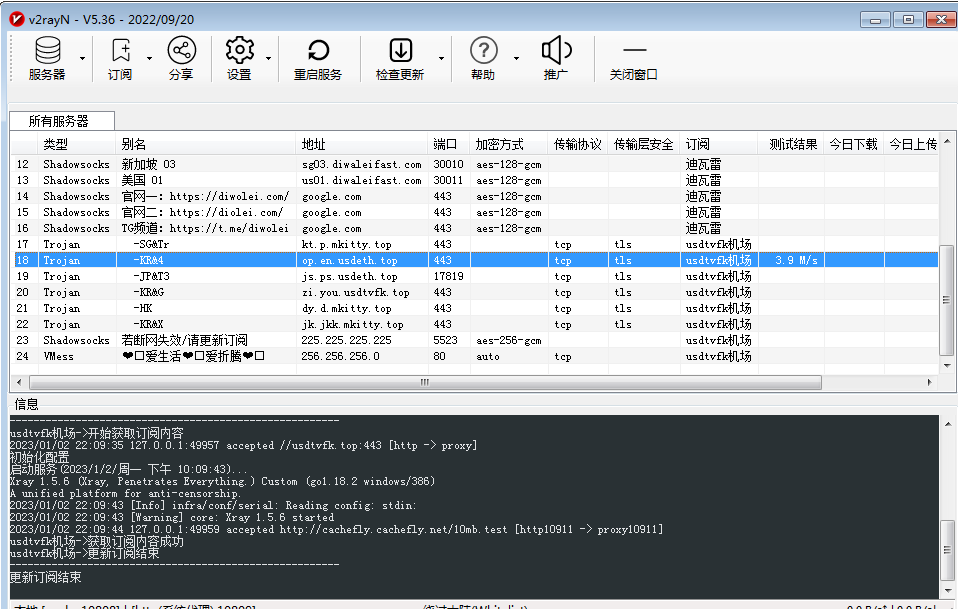 v2rayN - V5.36 - 2022/09/20
服务器 订阅 分享 设置 重启服务 检查更新 帮助 推广 关闭窗口
所有服务器
类型 别名 地址 端口 加密方式 传输协议 传输层安全 订阅 测试结果 今日下载 今日上传
12 Shadowsocks 新加坡 03 sg03.diwaleifast.com 30010 aes-128-gcm 迪瓦雷
13 Shadowsocks 美国 01 us01.diwaleifast.com 30011 aes-128-gcm 迪瓦雷
14 Shadowsocks 官网一：https://diwolei.com/ google.com 443 aes-128-gcm 迪瓦雷
15 Shadowsocks 官网二：https://diolei.com/ google.com 443 aes-128-gcm 迪瓦雷
16 Shadowsocks TG频道：https://t.me/diwolei google.com 443 aes-128-gcm 迪瓦雷
17 Trojan -SG&Tr kt.p.mkitty.top 443 tcp tls usdtvfk机场
18 Trojan -KR&4 op.en.usdeth.top 443 tcp tls usdtvfk机场 3.9 M/s
19 Trojan -JP&T3 js.ps.usdeth.top 17819 tcp tls usdtvfk机场
20 Trojan -KR&G zi.you.usdtvfk.top 443 tcp tls usdtvfk机场
21 Trojan -HK dy.d.mkitty.top 443 tcp tls usdtvfk机场
22 Trojan -KR&X jk.jkk.mkitty.top 443 tcp tls usdtvfk机场
23 Shadowsocks 若断网失效/请更新订阅 225.225.225.225 5523 aes-256-gcm usdtvfk机场
24 VMess ❤□爱生活❤□爱折腾❤□ 256.256.256.0 80 auto tcp usdtvfk机场
信息
-------------------------------------------------------
usdtvfk机场->开始获取订阅内容
2023/01/02 22:09:35 127.0.0.1:49957 accepted //usdtvfk.top:443 [http -> proxy]
初始化配置
启动服务(2023/1/2/周一 下午 10:09:43)...
Xray 1.5.6 (Xray, Penetrates Everything.) Custom (go1.18.2 windows/386)
A unified platform for anti-censorship.
2023/01/02 22:09:43 [Info] infra/conf/serial: Reading config: stdin:
2023/01/02 22:09:43 [Warning] core: Xray 1.5.6 started
2023/01/02 22:09:44 127.0.0.1:49959 accepted http://cachefly.cachefly.net/10mb.test [http10911 -> proxy10911]
usdtvfk机场->获取订阅内容成功
usdtvfk机场->更新订阅结束
-------------------------------------------------------
更新订阅结束